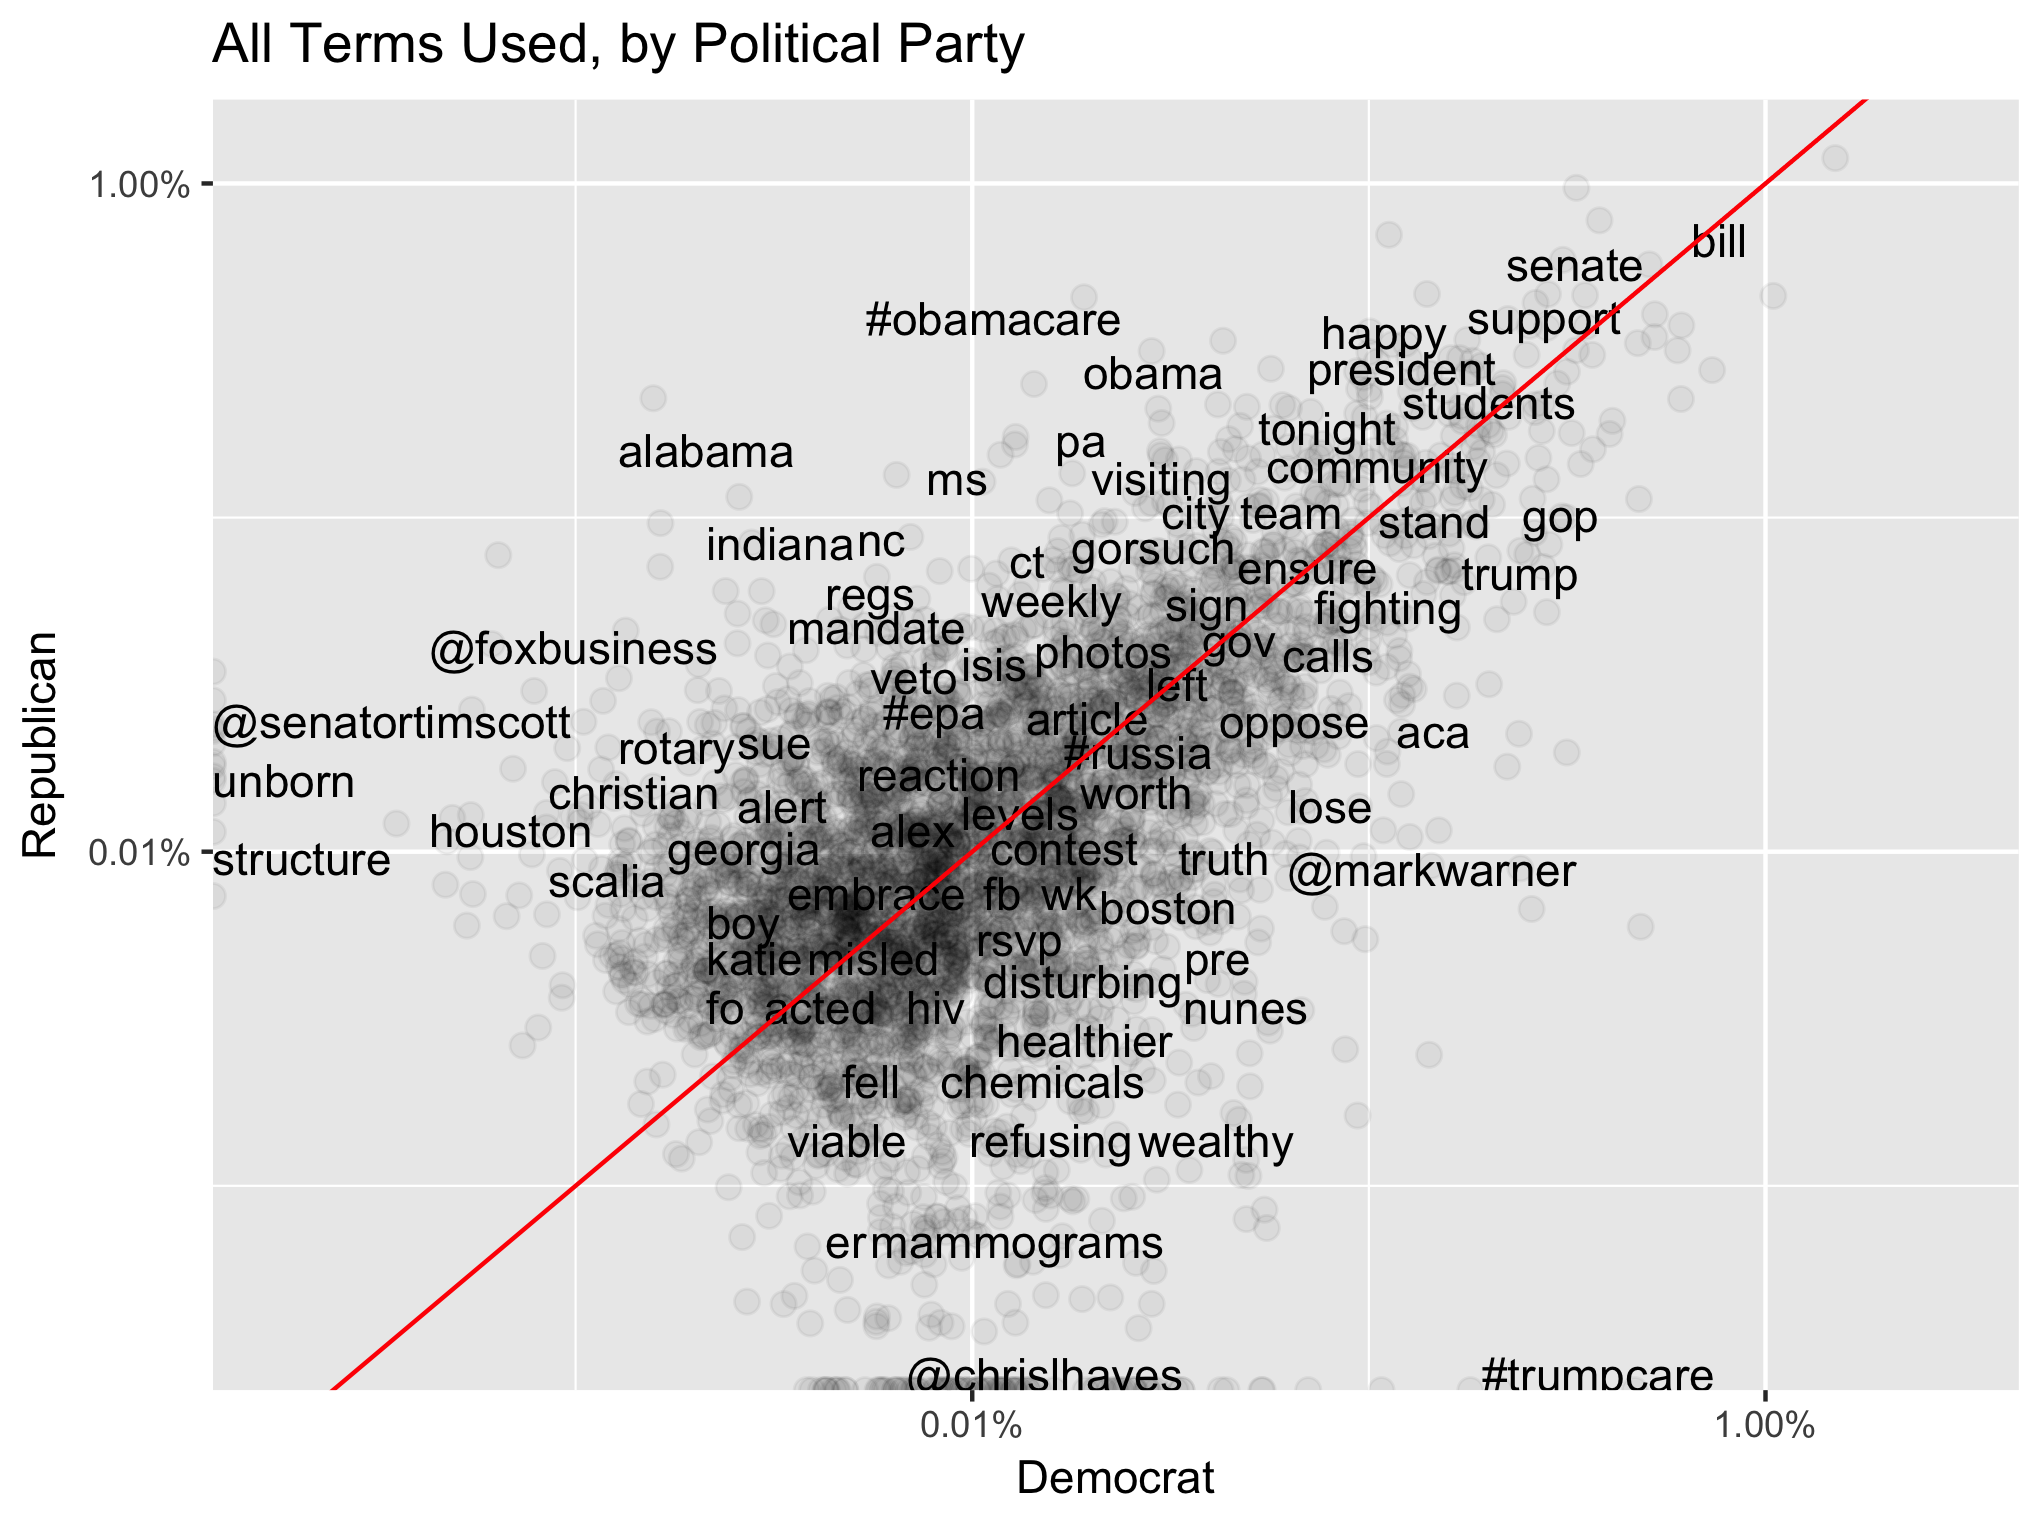 All Terms Used, by Political Party
1.00%
bill
senate
#obamacare
support
happy
obama
president
students
tonight
pa
alabama
community
ms
visiting
city team
stand
gop
indiana
nc
gorsuch
ct
ensure
trump
regs
weekly
sign
fighting
mandate
gov
@foxbusiness
photos
calls
isis
veto
left
#epa
article
@senatortimscott
oppose
aca
rotary
sue
#russia
reaction
unborn
christian
worth
alert
lose
levels
Republican
houston
alex
0.01%
georgia
contest
structure
truth
@markwarner
scalia
embrace
fb
wk
boston
boy
rsvp
katie
misled
pre
disturbing
fo
acted
hiv
nunes
healthier
fell
chemicals
viable
refusing
wealthy
er
mammograms
@chrislhayes
#trumpcare
0.01%
1.00%
Democrat